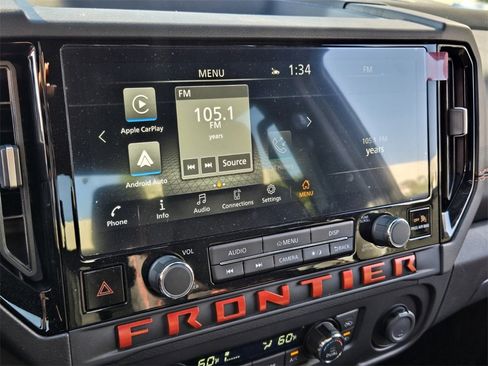 MENU 1:34 FM
FM
105.1
FM
years
Source
Apple CarPlay
Android Auto
105.1 FM
years
Phone
Info
Audio
Connections
Settings
MENU
VOL
AUDIO
MENU
DISP
CAMERA
BACK
OFF
FRONTIER
60
60